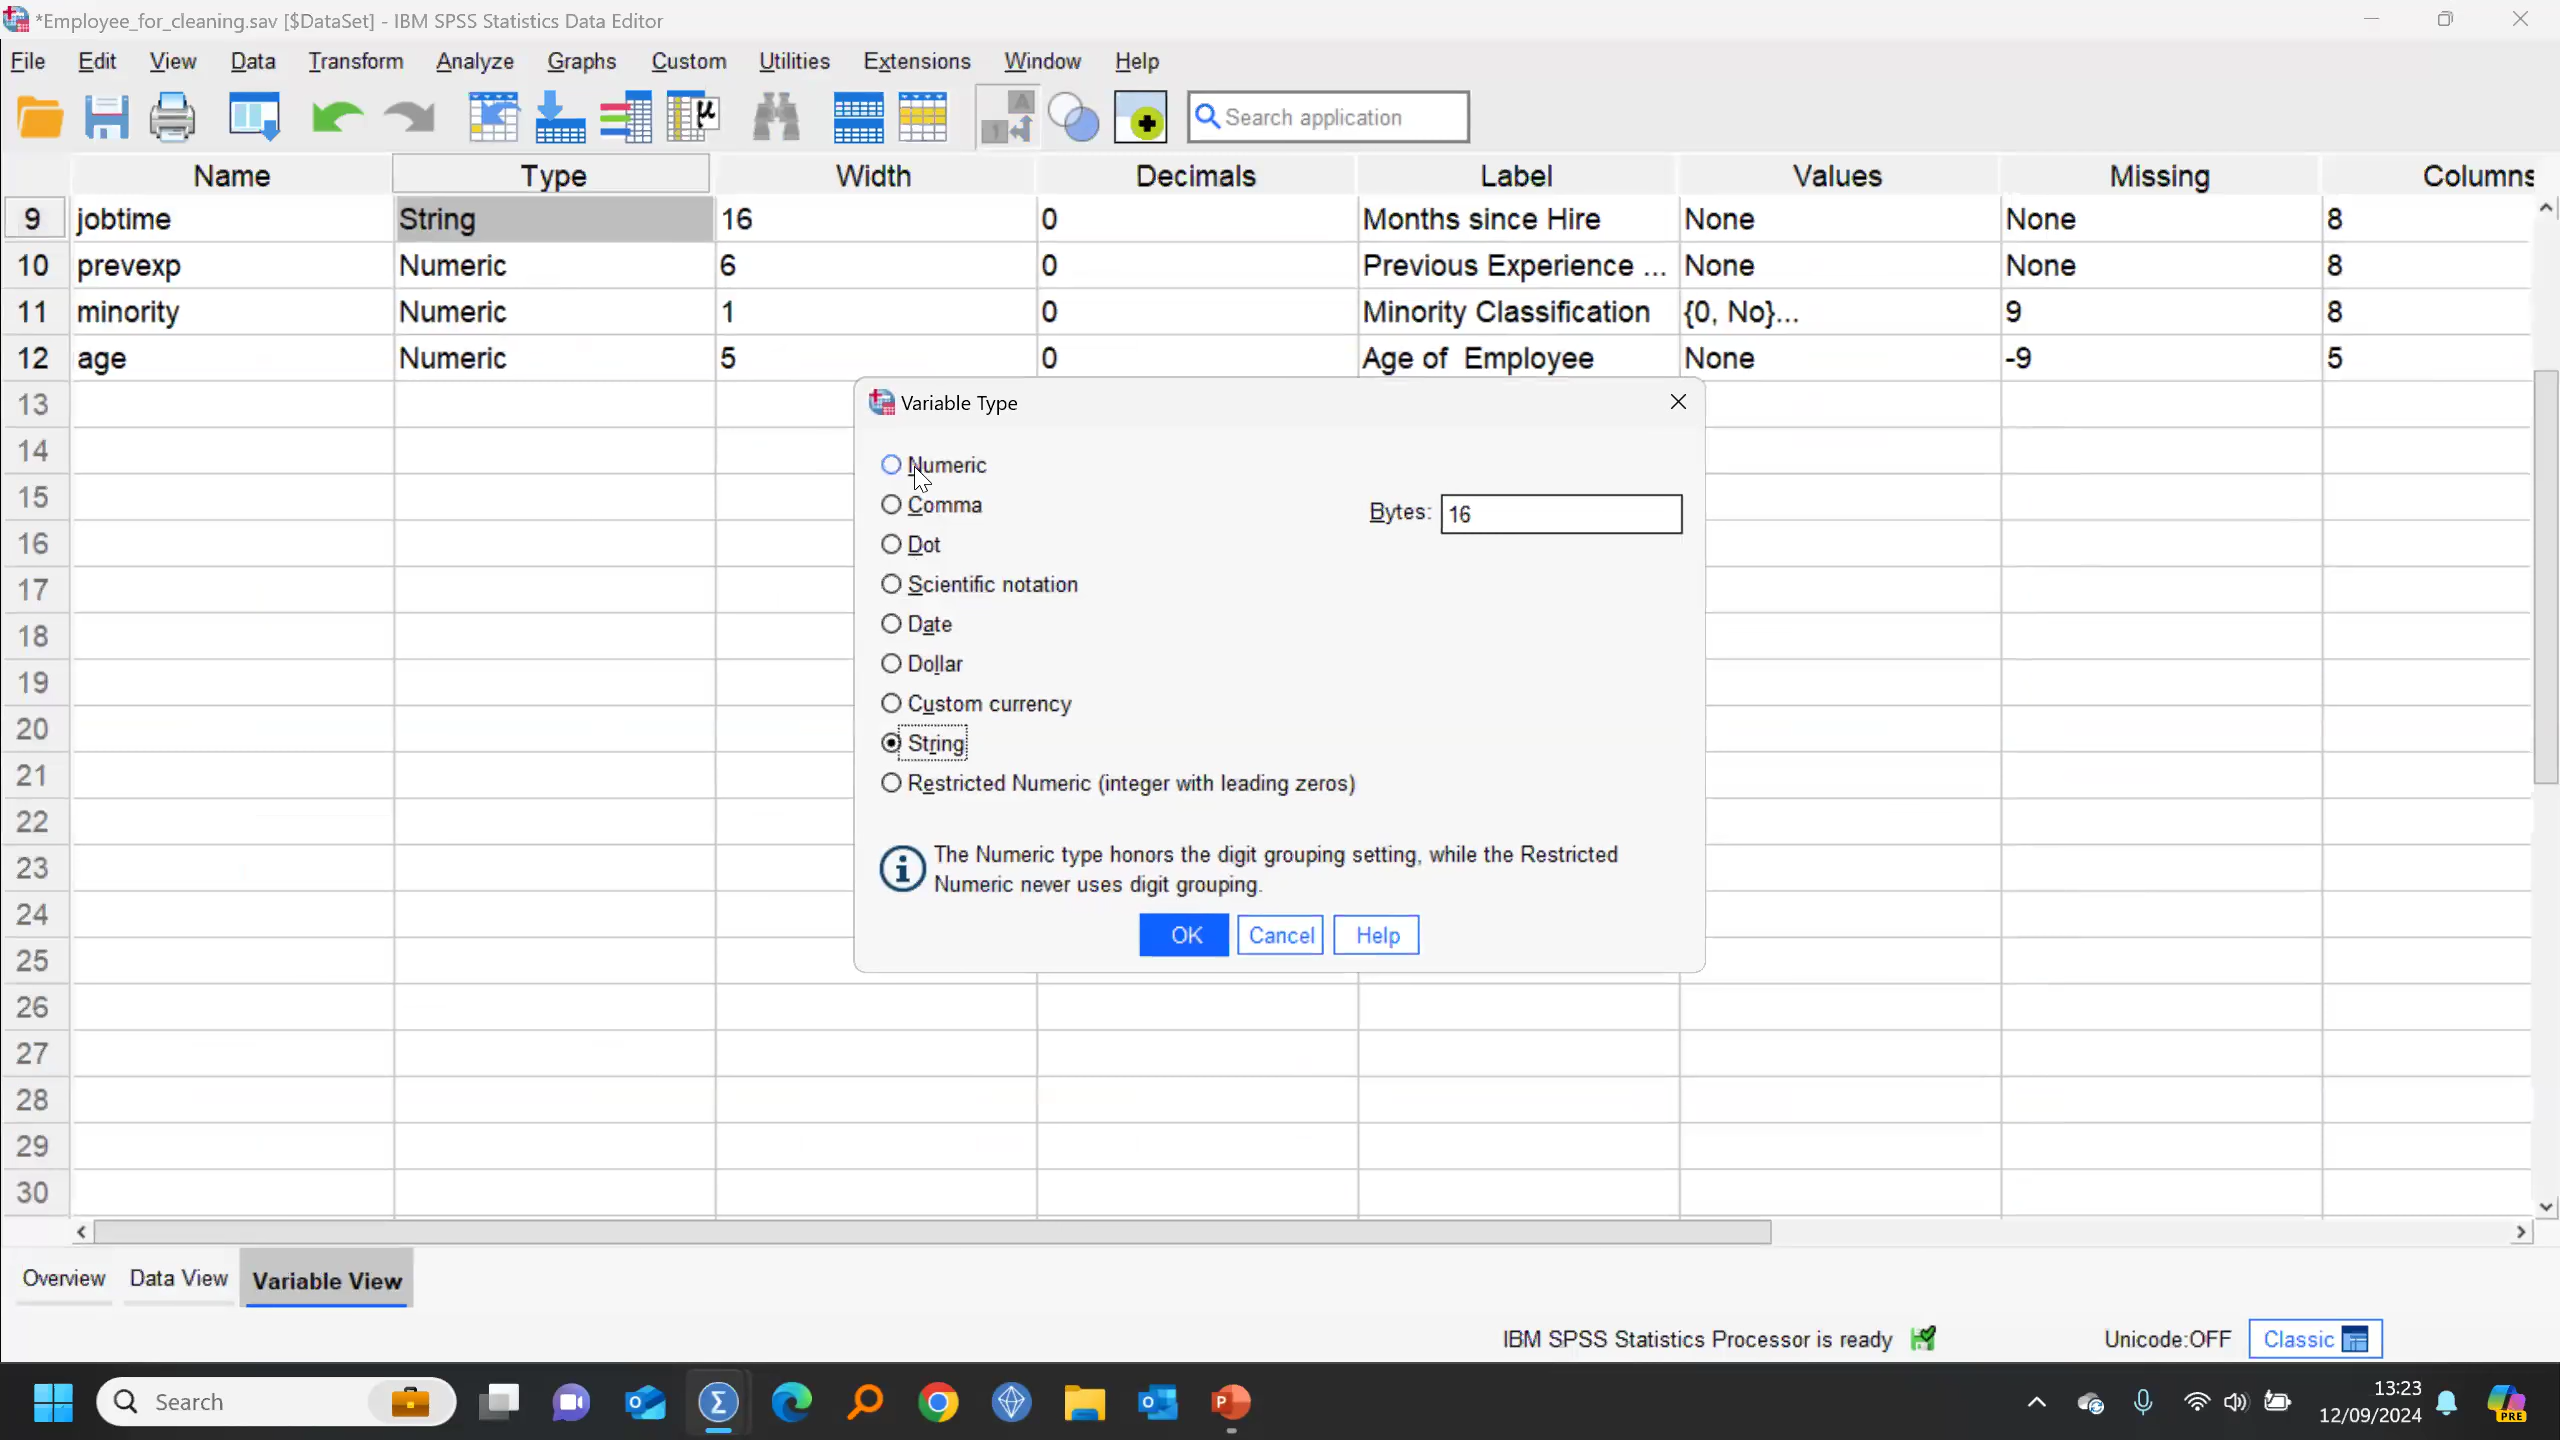 *Employee_for_cleaning.sav [$DataSet] - IBM SPSS Statistics Data Editor
File Edit View Data Transform Analyze Graphs Custom Utilities Extensions Window Help
Search application
Name Type Width Decimals Label Values Missing Columns
9 jobtime String 16 0 Months since Hire None None 8
10 prevexp Numeric 6 0 Previous Experience ... None None 8
11 minority Numeric 1 0 Minority Classification {0, No}... 9 8
12 age Numeric 5 0 Age of Employee None -9 5
13
14
15
16
17
18
19
20
21
22
23
24
25
26
27
28
29
30
Variable Type
Numeric
Comma
Bytes: 16
Dot
Scientific notation
Date
Dollar
Custom currency
String
Restricted Numeric (integer with leading zeros)
The Numeric type honors the digit grouping setting, while the Restricted
Numeric never uses digit grouping.
OK Cancel Help
Overview Data View Variable View
IBM SPSS Statistics Processor is ready Unicode:OFF Classic
Search
13:23
12/09/2024
PRE